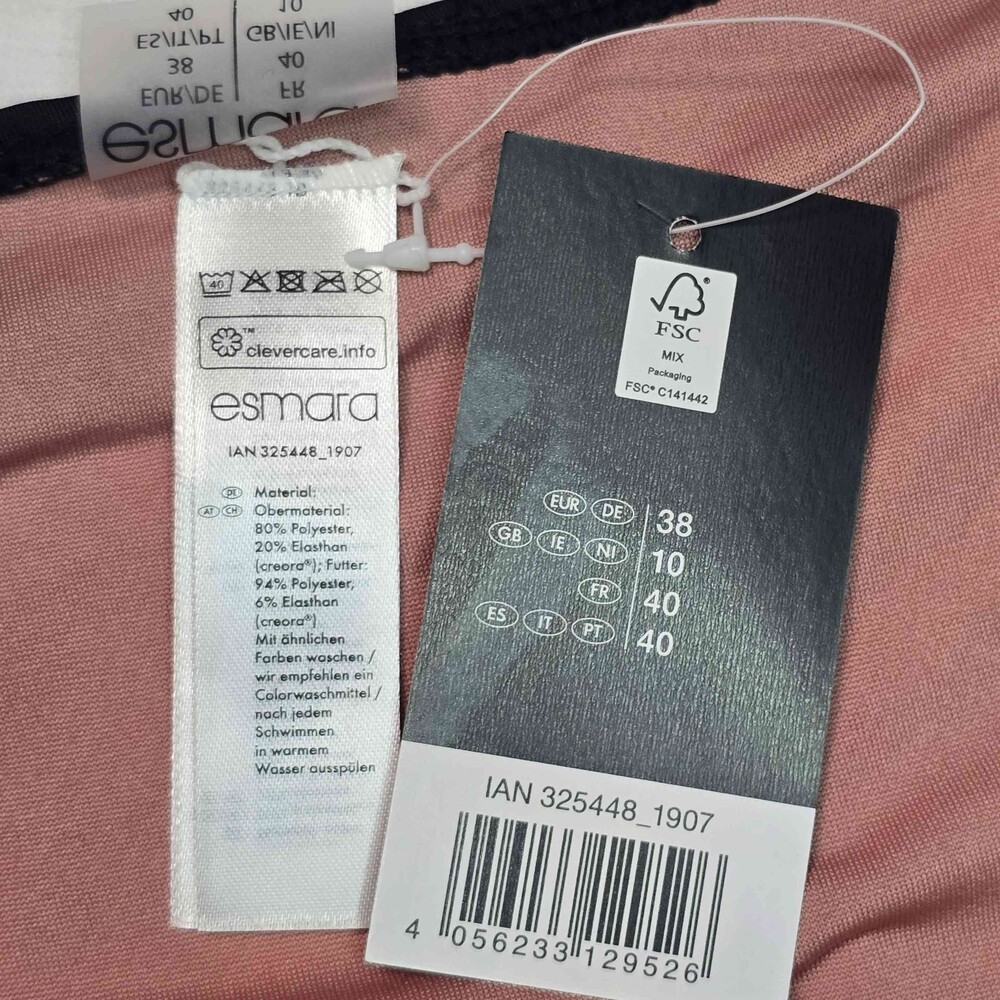 esmara
EUR/DE FR
38 40
ES/IT/PT GB/IE/NI
40 10
40
™
clevercare.info
esmara
IAN 325448_1907
DE Material:
AT CH Obermaterial:
80% Polyester,
20% Elasthan
(creora®); Futter:
94% Polyester,
6% Elasthan
(creora®)
Mit ähnlichen
Farben waschen /
wir empfehlen ein
Colorwaschmittel /
nach jedem
Schwimmen
in warmem
Wasser ausspülen
FSC
MIX
Packaging
FSC® C141442
EUR DE 38
GB IE NI 10
FR 40
ES IT PT 40
IAN 325448_1907
4 056233 129526